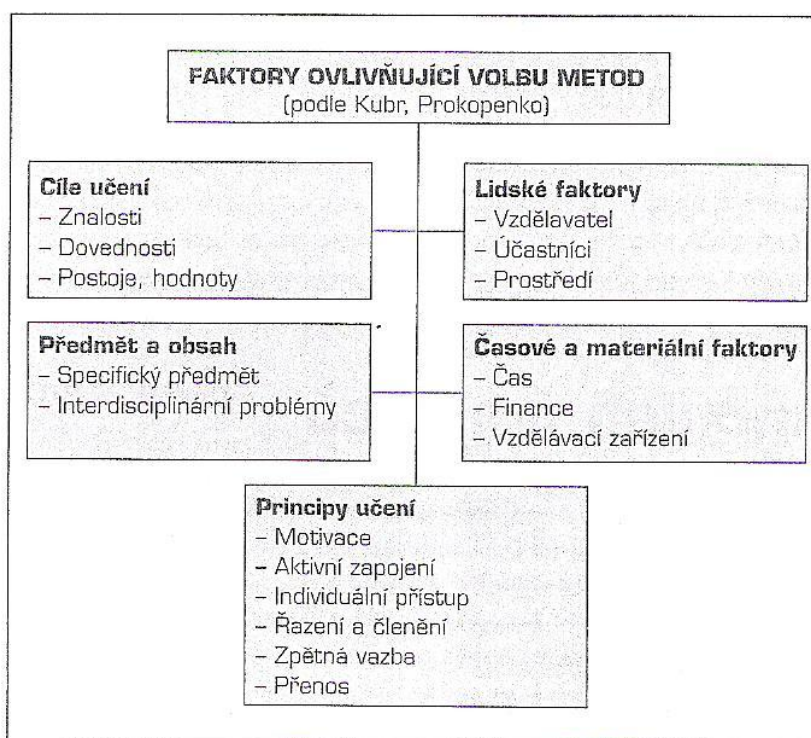 FAKTORY OVLIVŇUJÍCÍ VOLBU METOD
(podle Kubr, Prokopenko)
Cíle učení
– Znalosti
– Dovednosti
– Postoje, hodnoty
Lidské faktory
– Vzdělavatel
– Účastníci
– Prostředí
Předmět a obsah
– Specifický předmět
– Interdisciplinární problémy
Časové a materiální faktory
– Čas
– Finance
– Vzdělávací zařízení
Principy učení
– Motivace
– Aktivní zapojení
– Individuální přístup
– Řazení a členění
– Zpětná vazba
– Přenos